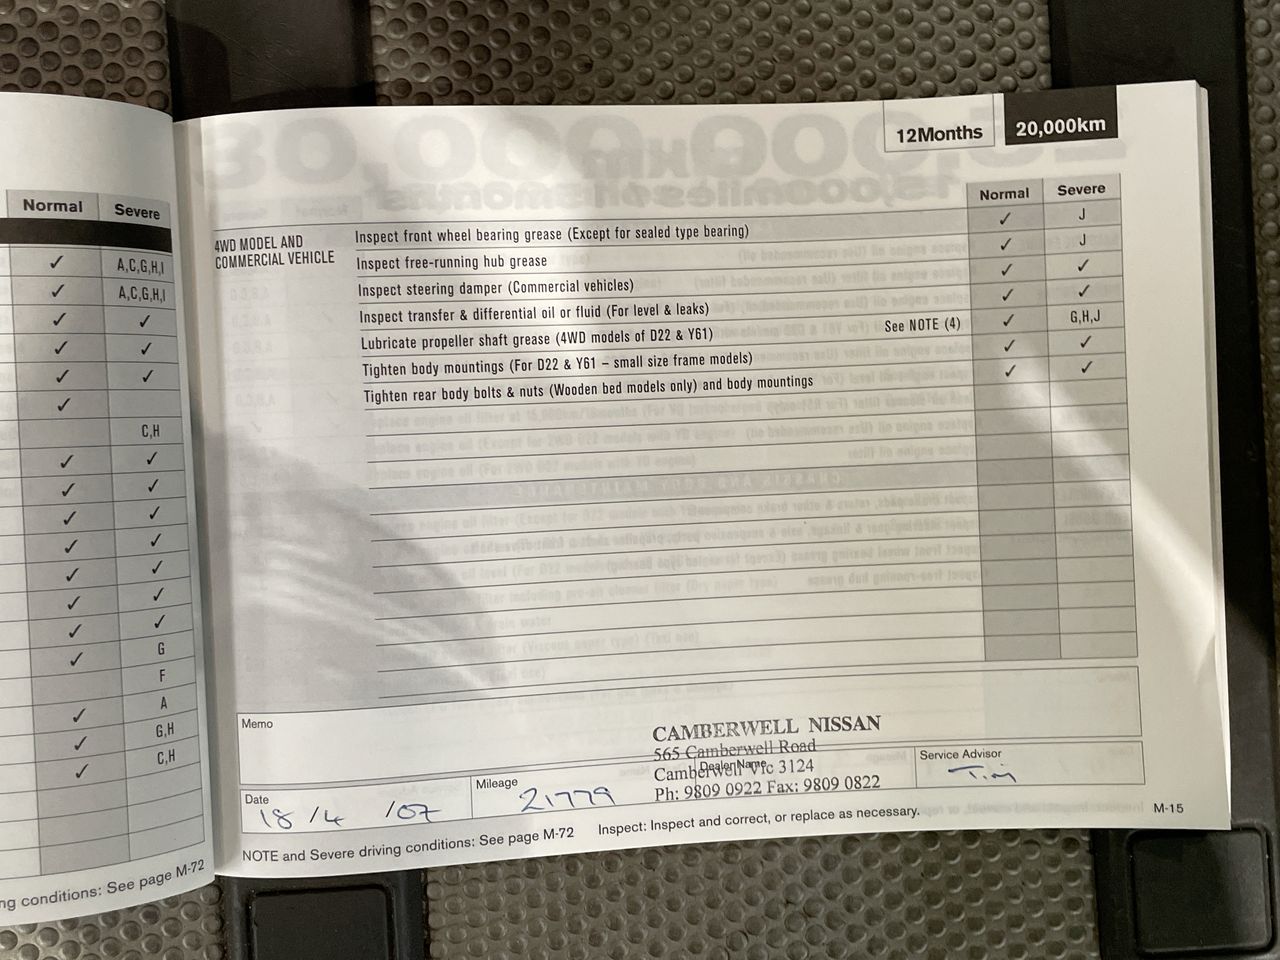 Normal Severe
✓ A,C,G,H,I
✓ A,C,G,H,I
✓ ✓
✓ ✓
✓ ✓
✓
C,H
✓ ✓
✓ ✓
✓ ✓
✓ ✓
✓ ✓
✓ ✓
✓ ✓
✓ G
F
✓ A
✓ G,H
✓ C,H
ng conditions: See page M-72
12Months 20,000km
Normal Severe
4WD MODEL AND
COMMERCIAL VEHICLE
Inspect front wheel bearing grease (Except for sealed type bearing) ✓ J
Inspect free-running hub grease ✓ J
Inspect steering damper (Commercial vehicles) ✓ ✓
Inspect transfer & differential oil or fluid (For level & leaks) ✓ ✓
Lubricate propeller shaft grease (4WD models of D22 & Y61) See NOTE (4) ✓ G,H,J
Tighten body mountings (For D22 & Y61 – small size frame models) ✓ ✓
Tighten rear body bolts & nuts (Wooden bed models only) and body mountings ✓ ✓
Memo
CAMBERWELL NISSAN
565 Camberwell Road
Camberwell Vic 3124
Ph: 9809 0922 Fax: 9809 0822
Date
18/4 /07
Mileage
21779
Dealer Name
Service Advisor
Tim
NOTE and Severe driving conditions: See page M-72 Inspect: Inspect and correct, or replace as necessary.
M-15